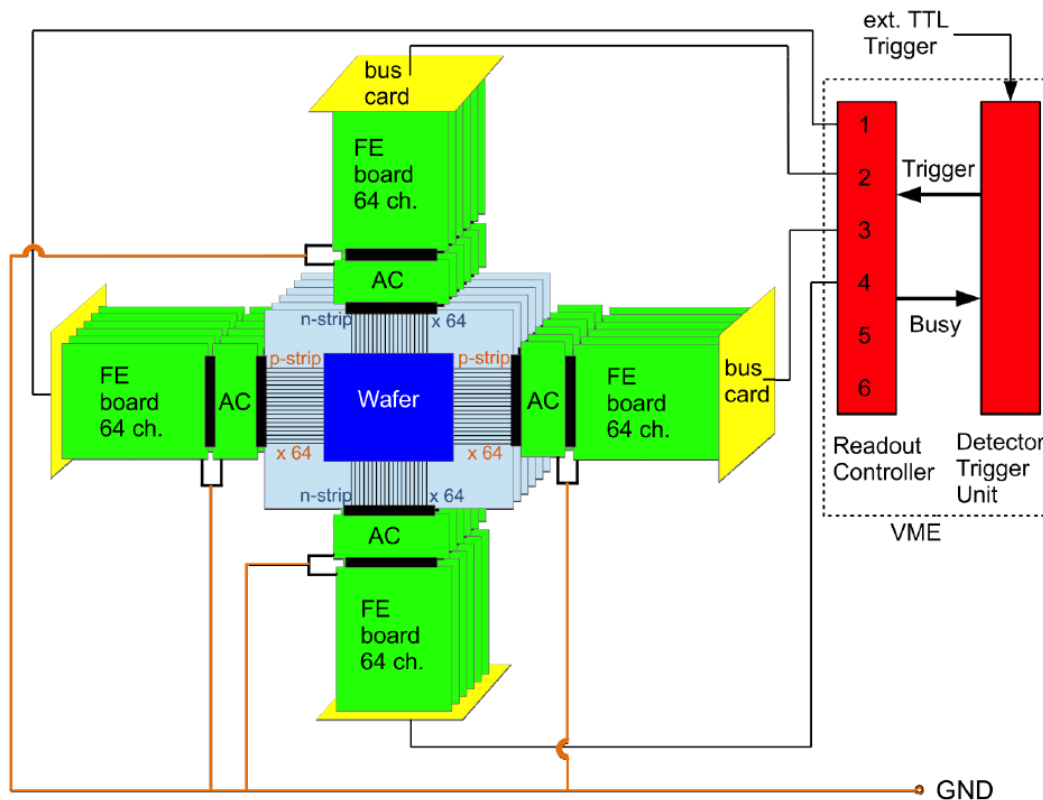 ext. TTL
Trigger
bus
card
FE
board
64 ch.
1
2
3
4
5
6
Trigger
Busy
AC
n-strip
x 64
p-strip
p-strip
FE
board
64 ch.
AC
Wafer
AC
FE
board
64 ch.
bus
card
x 64
x 64
n-strip
x 64
AC
FE
board
64 ch.
Readout
Controller
Detector
Trigger
Unit
VME
GND